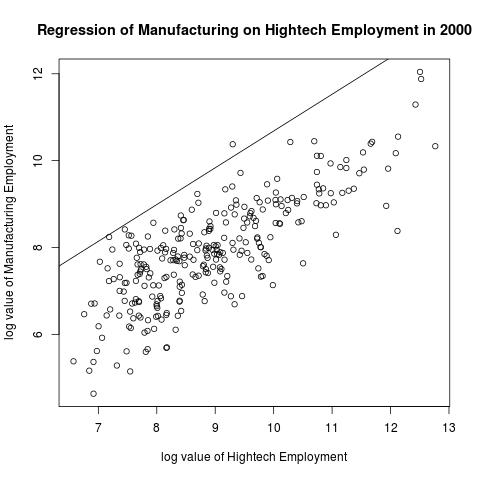 Regression of Manufacturing on Hightech Employment in 2000
log value of Manufacturing Employment
12
10
8
6
7 8 9 10 11 12 13
log value of Hightech Employment